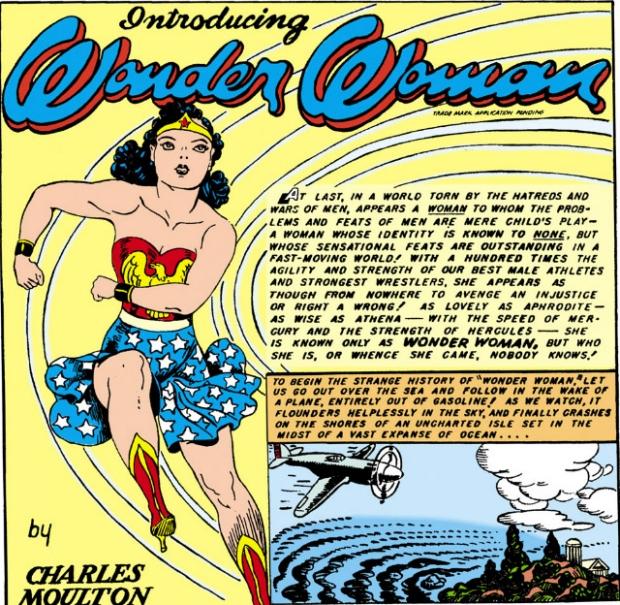 Introducing
Wonder Woman
TRADE MARK APPLICATION PENDING
AT LAST, IN A WORLD TORN BY THE HATREDS AND
WARS OF MEN, APPEARS A WOMAN TO WHOM THE PROB-
LEMS AND FEATS OF MEN ARE MERE CHILD'S PLAY—
A WOMAN WHOSE IDENTITY IS KNOWN TO NONE, BUT
WHOSE SENSATIONAL FEATS ARE OUTSTANDING IN A
FAST-MOVING WORLD! WITH A HUNDRED TIMES THE
AGILITY AND STRENGTH OF OUR BEST MALE ATHLETES
AND STRONGEST WRESTLERS, SHE APPEARS AS
THOUGH FROM NOWHERE TO AVENGE AN INJUSTICE
OR RIGHT A WRONG! AS LOVELY AS APHRODITE—
AS WISE AS ATHENA — WITH THE SPEED OF MER-
CURY AND THE STRENGTH OF HERCULES — SHE
IS KNOWN ONLY AS WONDER WOMAN, BUT WHO
SHE IS, OR WHENCE SHE CAME, NOBODY KNOWS!
TO BEGIN THE STRANGE HISTORY OF "WONDER WOMAN," LET
US GO OUT OVER THE SEA AND FOLLOW IN THE WAKE OF
A PLANE, ENTIRELY OUT OF GASOLINE! AS WE WATCH, IT
FLOUNDERS HELPLESSLY IN THE SKY, AND FINALLY CRASHES
ON THE SHORES OF AN UNCHARTED ISLE SET IN THE
MIDST OF A VAST EXPANSE OF OCEAN....
by
CHARLES
MOULTON